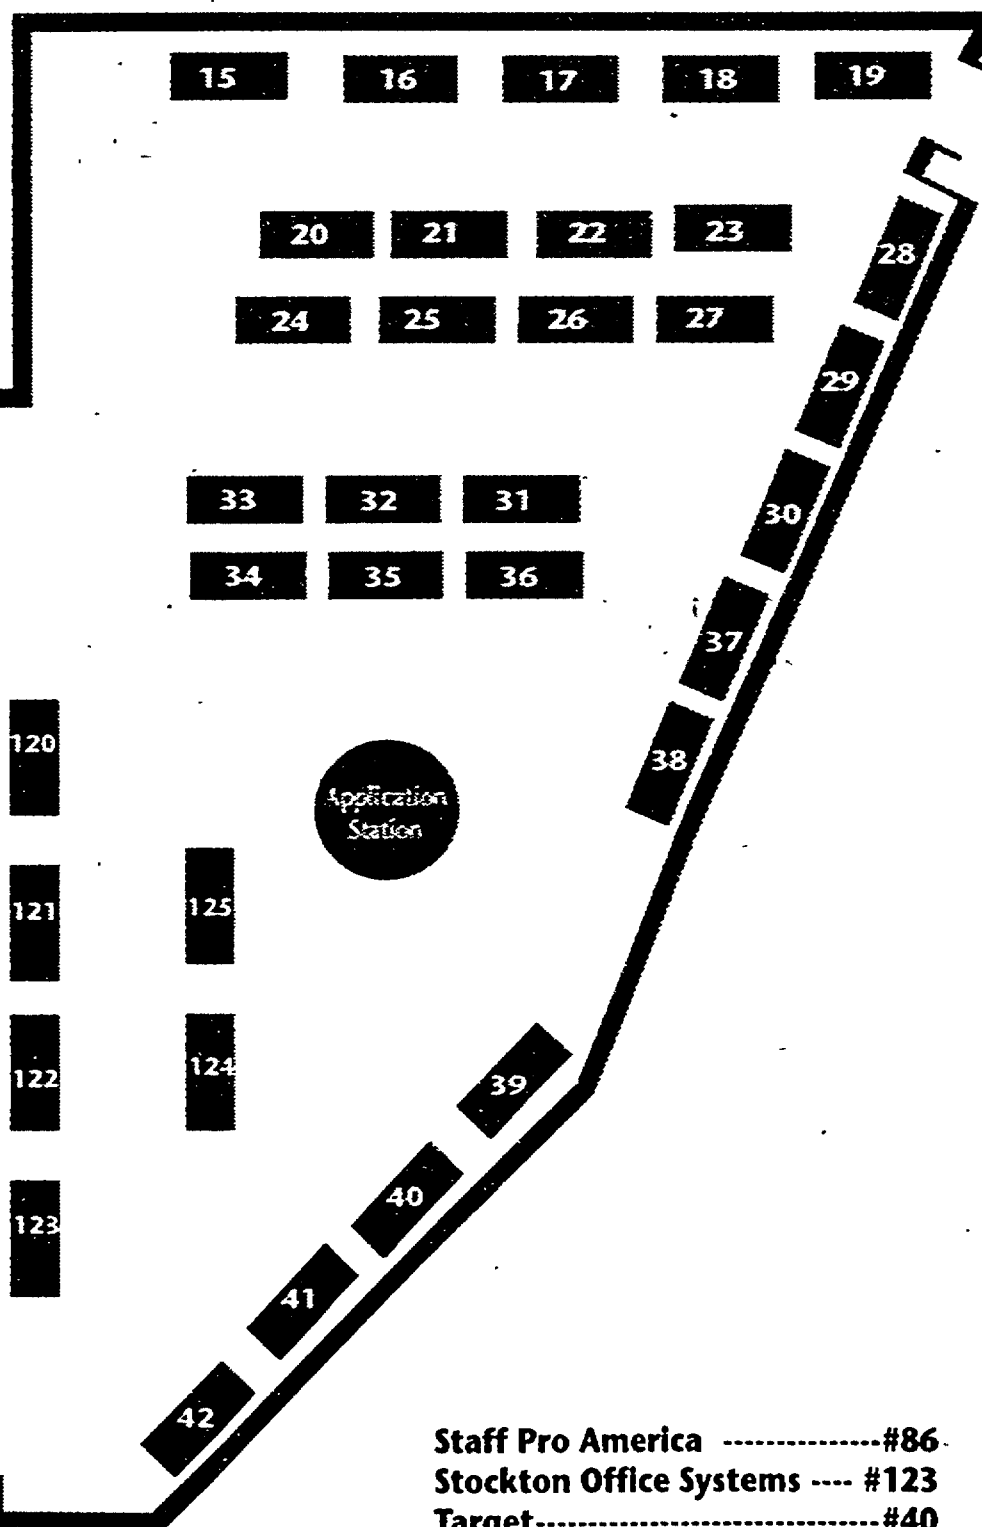 15 16 17 18 19
20 21 22 23
28
24 25 26 27
29
33 32 31
30
34 35 36
37
120
38
Application
Station
121
125
122
124
39
40
123
41
42
Staff Pro America ---------------#86
Stockton Office Systems ---- #123
Target---------------------------------#40